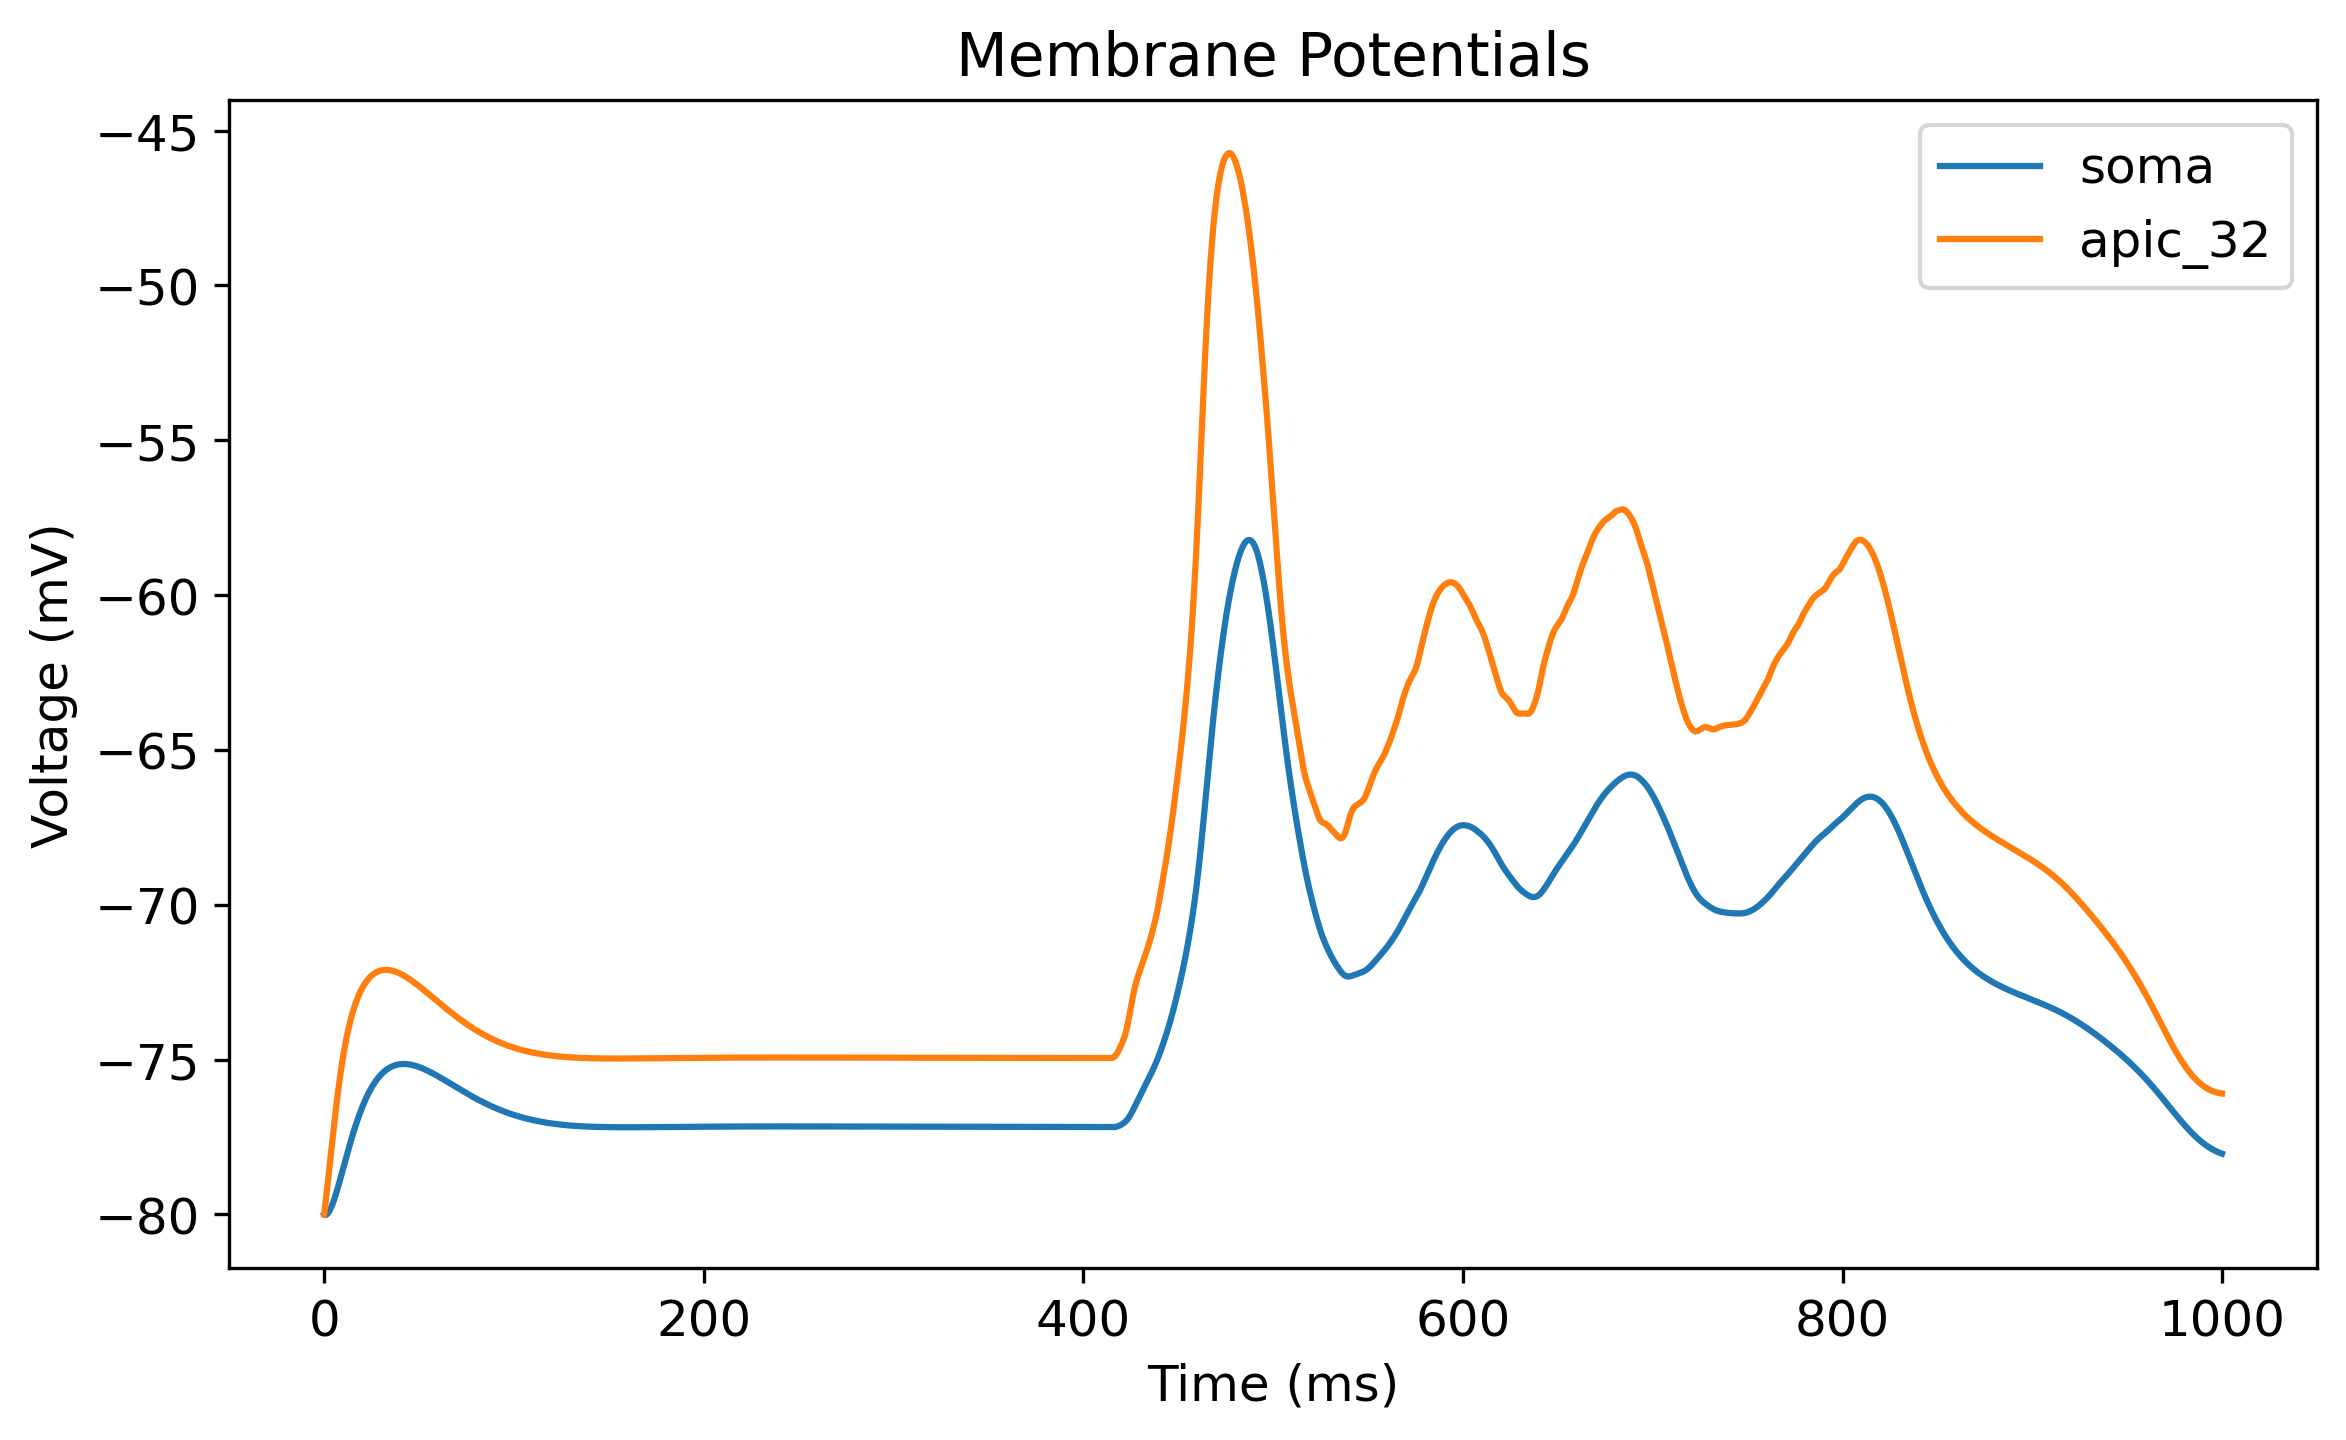 Membrane Potentials
soma
apic_32
Voltage (mV)
−45
−50
−55
−60
−65
−70
−75
−80
0 200 400 600 800 1000
Time (ms)